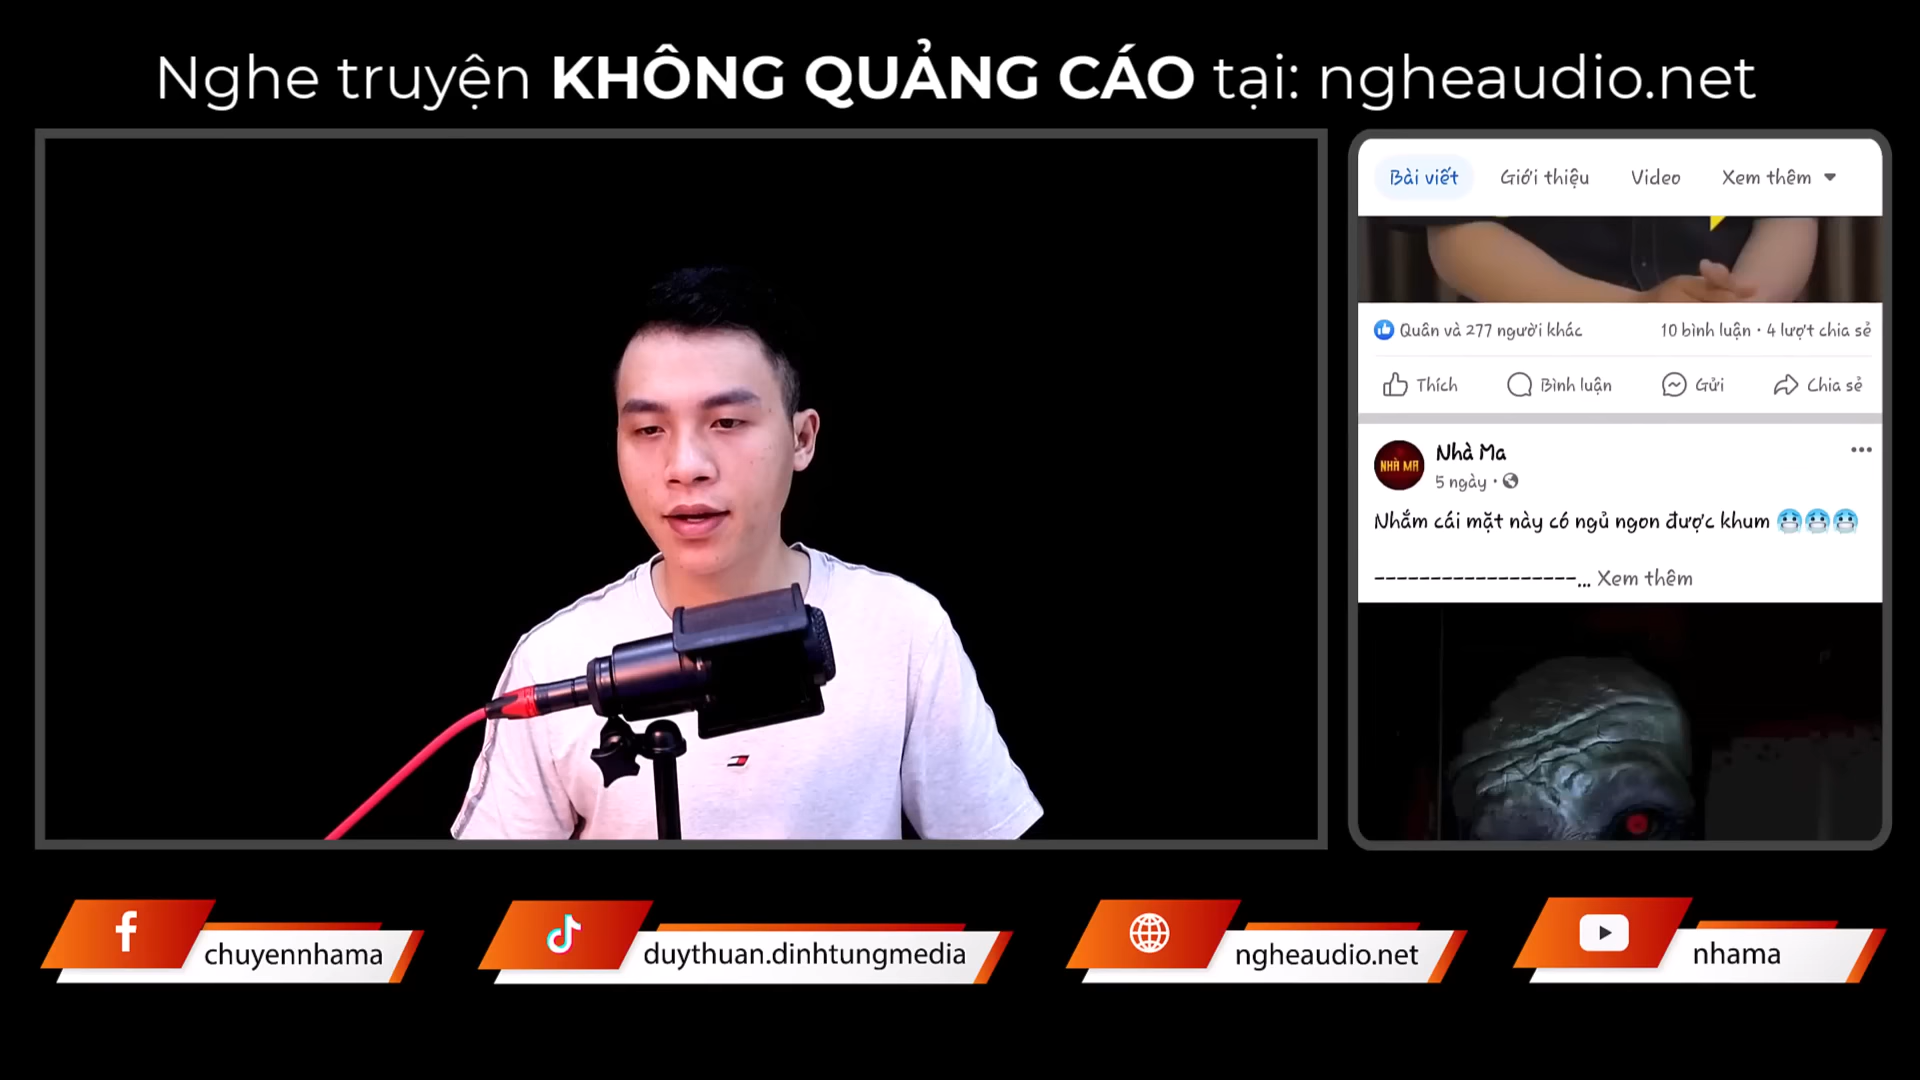 Nghe truyện KHÔNG QUẢNG CÁO tại: ngheaudio.net
Bài viết Giới thiệu Video Xem thêm
Quân và 277 người khác 10 bình luận · 4 lượt chia sẻ
Thích Bình luận Gửi Chia sẻ
NHÀ MA
Nhà Ma
5 ngày ·
Nhắm cái mặt này có ngủ ngon được khum 🥶🥶🥶
------------------... Xem thêm
chuyennhama
duythuan.dinhtungmedia
ngheaudio.net
nhama